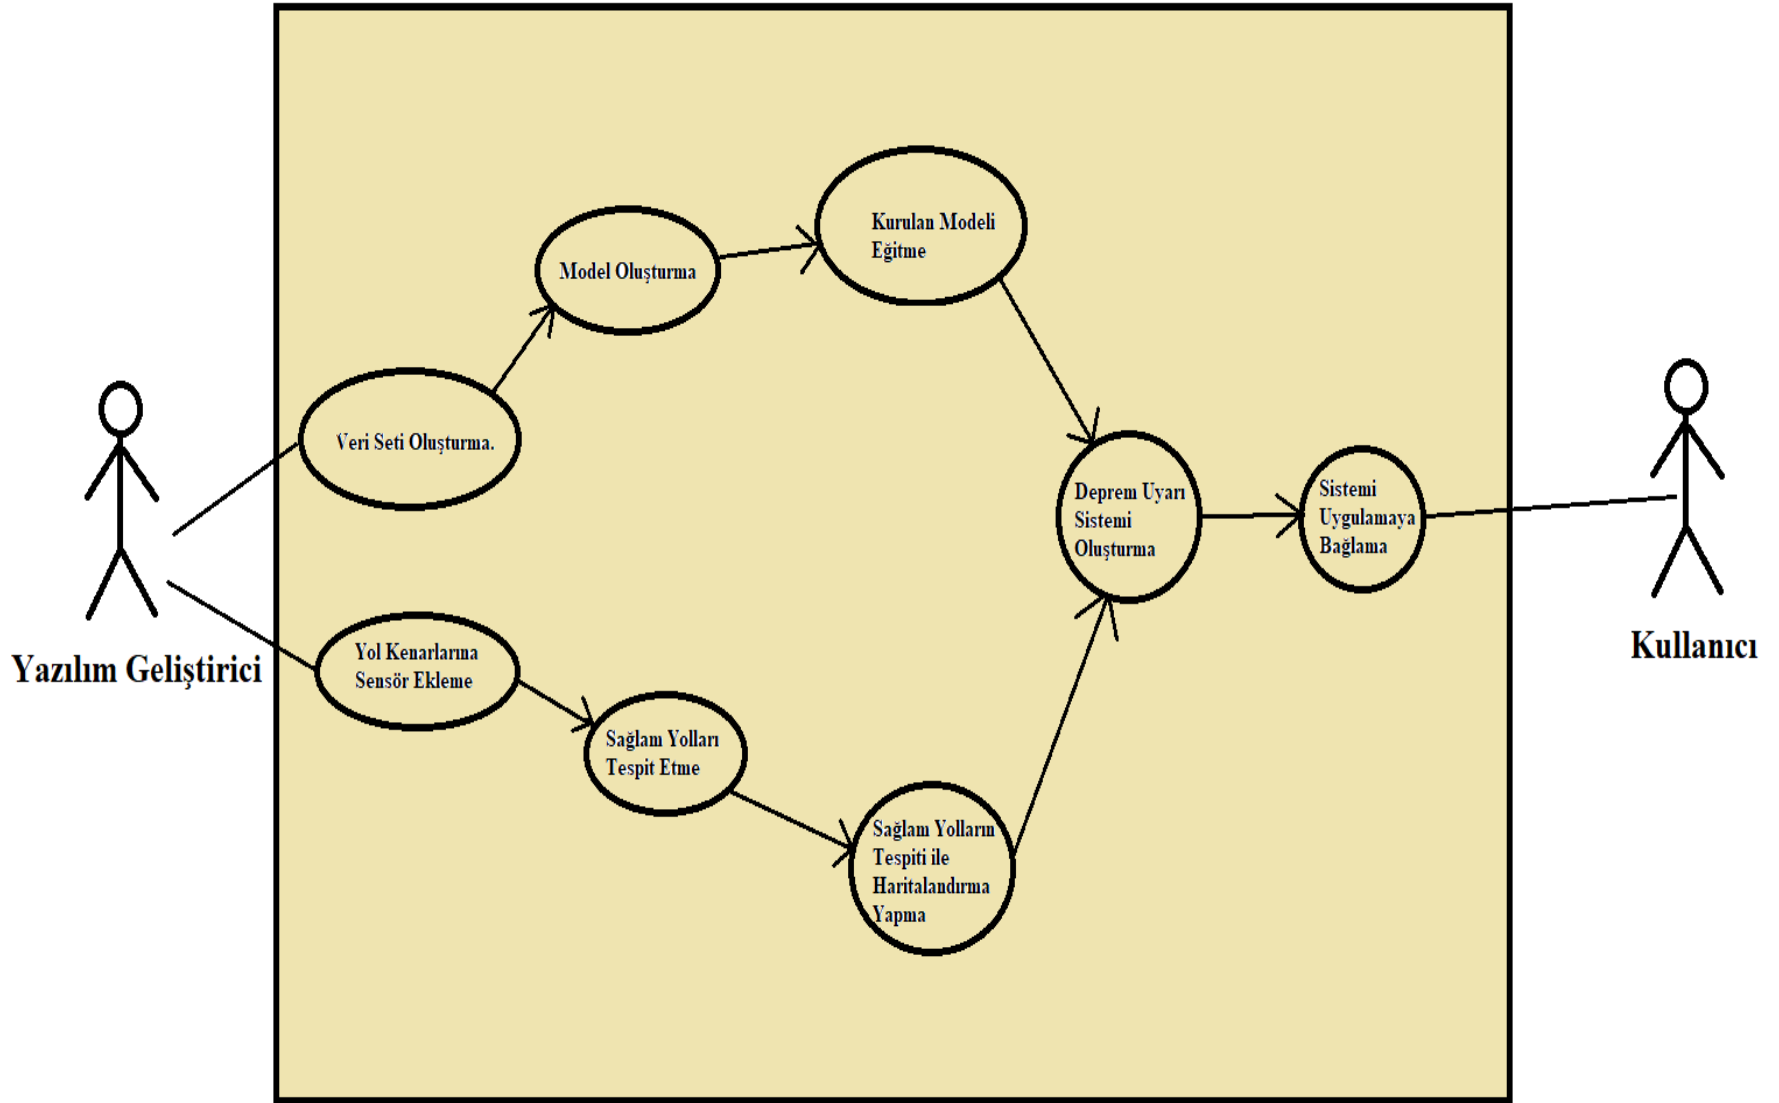 Kurulan Modeli
Eğitme
Model Oluşturma
Veri Seti Oluşturma.
Deprem Uyarı
Sistemi
Oluşturma
Sistemi
Uygulamaya
Bağlama
Yazılım Geliştirici
Kullanıcı
Yol Kenarlarına
Sensör Ekleme
Sağlam Yolları
Tespit Etme
Sağlam Yolların
Tespiti ile
Haritalandırma
Yapma